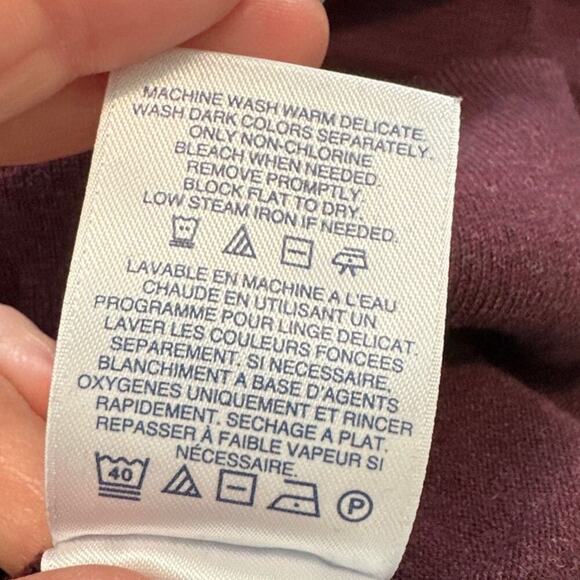 MACHINE WASH WARM DELICATE.
WASH DARK COLORS SEPARATELY.
ONLY NON-CHLORINE
BLEACH WHEN NEEDED.
REMOVE PROMPTLY.
BLOCK FLAT TO DRY.
LOW STEAM IRON IF NEEDED.
LAVABLE EN MACHINE A L'EAU
CHAUDE EN UTILISANT UN
PROGRAMME POUR LINGE DELICAT.
LAVER LES COULEURS FONCEES
SEPAREMENT. SI NECESSAIRE,
BLANCHIMENT A BASE D'AGENTS
OXYGENES UNIQUEMENT ET RINCER
RAPIDEMENT. SECHAGE A PLAT.
REPASSER À FAIBLE VAPEUR SI
NÉCESSAIRE.
40 P